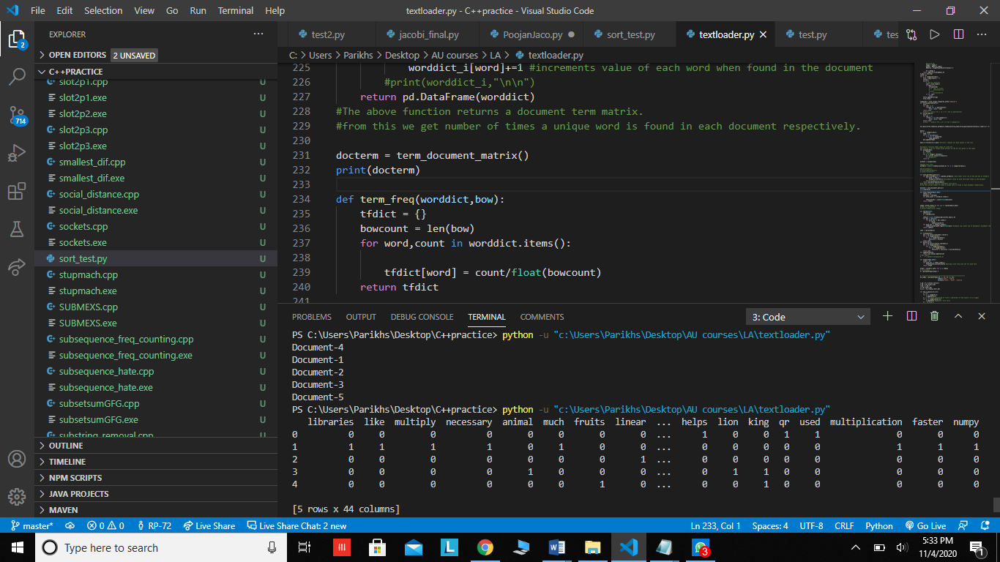 File Edit Selection View Go Run Terminal Help textloader.py - C++practice - Visual Studio Code
EXPLORER
OPEN EDITORS 2 UNSAVED
C++PRACTICE
slot2p1.cpp U
slot2p1.exe U
slot2p2.exe U
slot2p3.cpp U
slot2p3.exe U
smallest_dif.cpp U
smallest_dif.exe U
social_distance.cpp U
social_distance.exe U
sockets.cpp U
sockets.exe U
sort_test.py U
stupmach.cpp U
stupmach.exe U
SUBMEXS.cpp U
SUBMEXS.exe U
subsequence_freq_counting.cpp U
subsequence_freq_counting.exe U
subsequence_hate.cpp U
subsequence_hate.exe U
subsetsumGFG.cpp U
subsetsumGFG.exe U
substring_removal.cpp U
OUTLINE
TIMELINE
NPM SCRIPTS
JAVA PROJECTS
MAVEN
2
714
test2.py jacobi_final.py PoojanJaco.py sort_test.py textloader.py test.py tes
C: > Users > Parikhs > Desktop > AU courses > LA > textloader.py
225 worddict_i[word]+=1 #increments value of each word when found in the document
226 #print(worddict_i,"\n\n")
227 return pd.DataFrame(worddict)
228 #The above function returns a document term matrix.
229 #from this we get number of times a unique word is found in each document respectively.
230
231 docterm = term_document_matrix()
232 print(docterm)
233
234 def term_freq(worddict,bow):
235 tfdict = {}
236 bowcount = len(bow)
237 for word,count in worddict.items():
238
239 tfdict[word] = count/float(bowcount)
240 return tfdict
241
PROBLEMS OUTPUT DEBUG CONSOLE TERMINAL COMMENTS 3: Code
PS C:\Users\Parikhs\Desktop\C++practice> python -u "c:\Users\Parikhs\Desktop\AU courses\LA\textloader.py"
Document-4
Document-1
Document-2
Document-3
Document-5
PS C:\Users\Parikhs\Desktop\C++practice> python -u "c:\Users\Parikhs\Desktop\AU courses\LA\textloader.py"
libraries like multiply necessary animal much fruits linear ... helps lion king qr used multiplication faster numpy
0 0 0 0 0 0 0 0 0 ... 1 0 0 1 1 0 0 0
1 1 1 1 1 0 1 0 0 ... 0 0 0 0 0 1 1 1
2 0 0 0 0 0 0 0 1 ... 0 0 0 0 0 0 0 0
3 0 0 0 0 1 0 0 0 ... 0 1 1 0 0 0 0 0
4 0 0 0 0 0 0 1 0 ... 0 0 1 0 0 0 0 0
[5 rows x 44 columns]
master* 0 0 RP-72 Live Share Live Share Chat: 2 new Ln 233, Col 1 Spaces: 4 UTF-8 CRLF Python Go Live
Type here to search L W 3 5:33 PM
11/4/2020 1